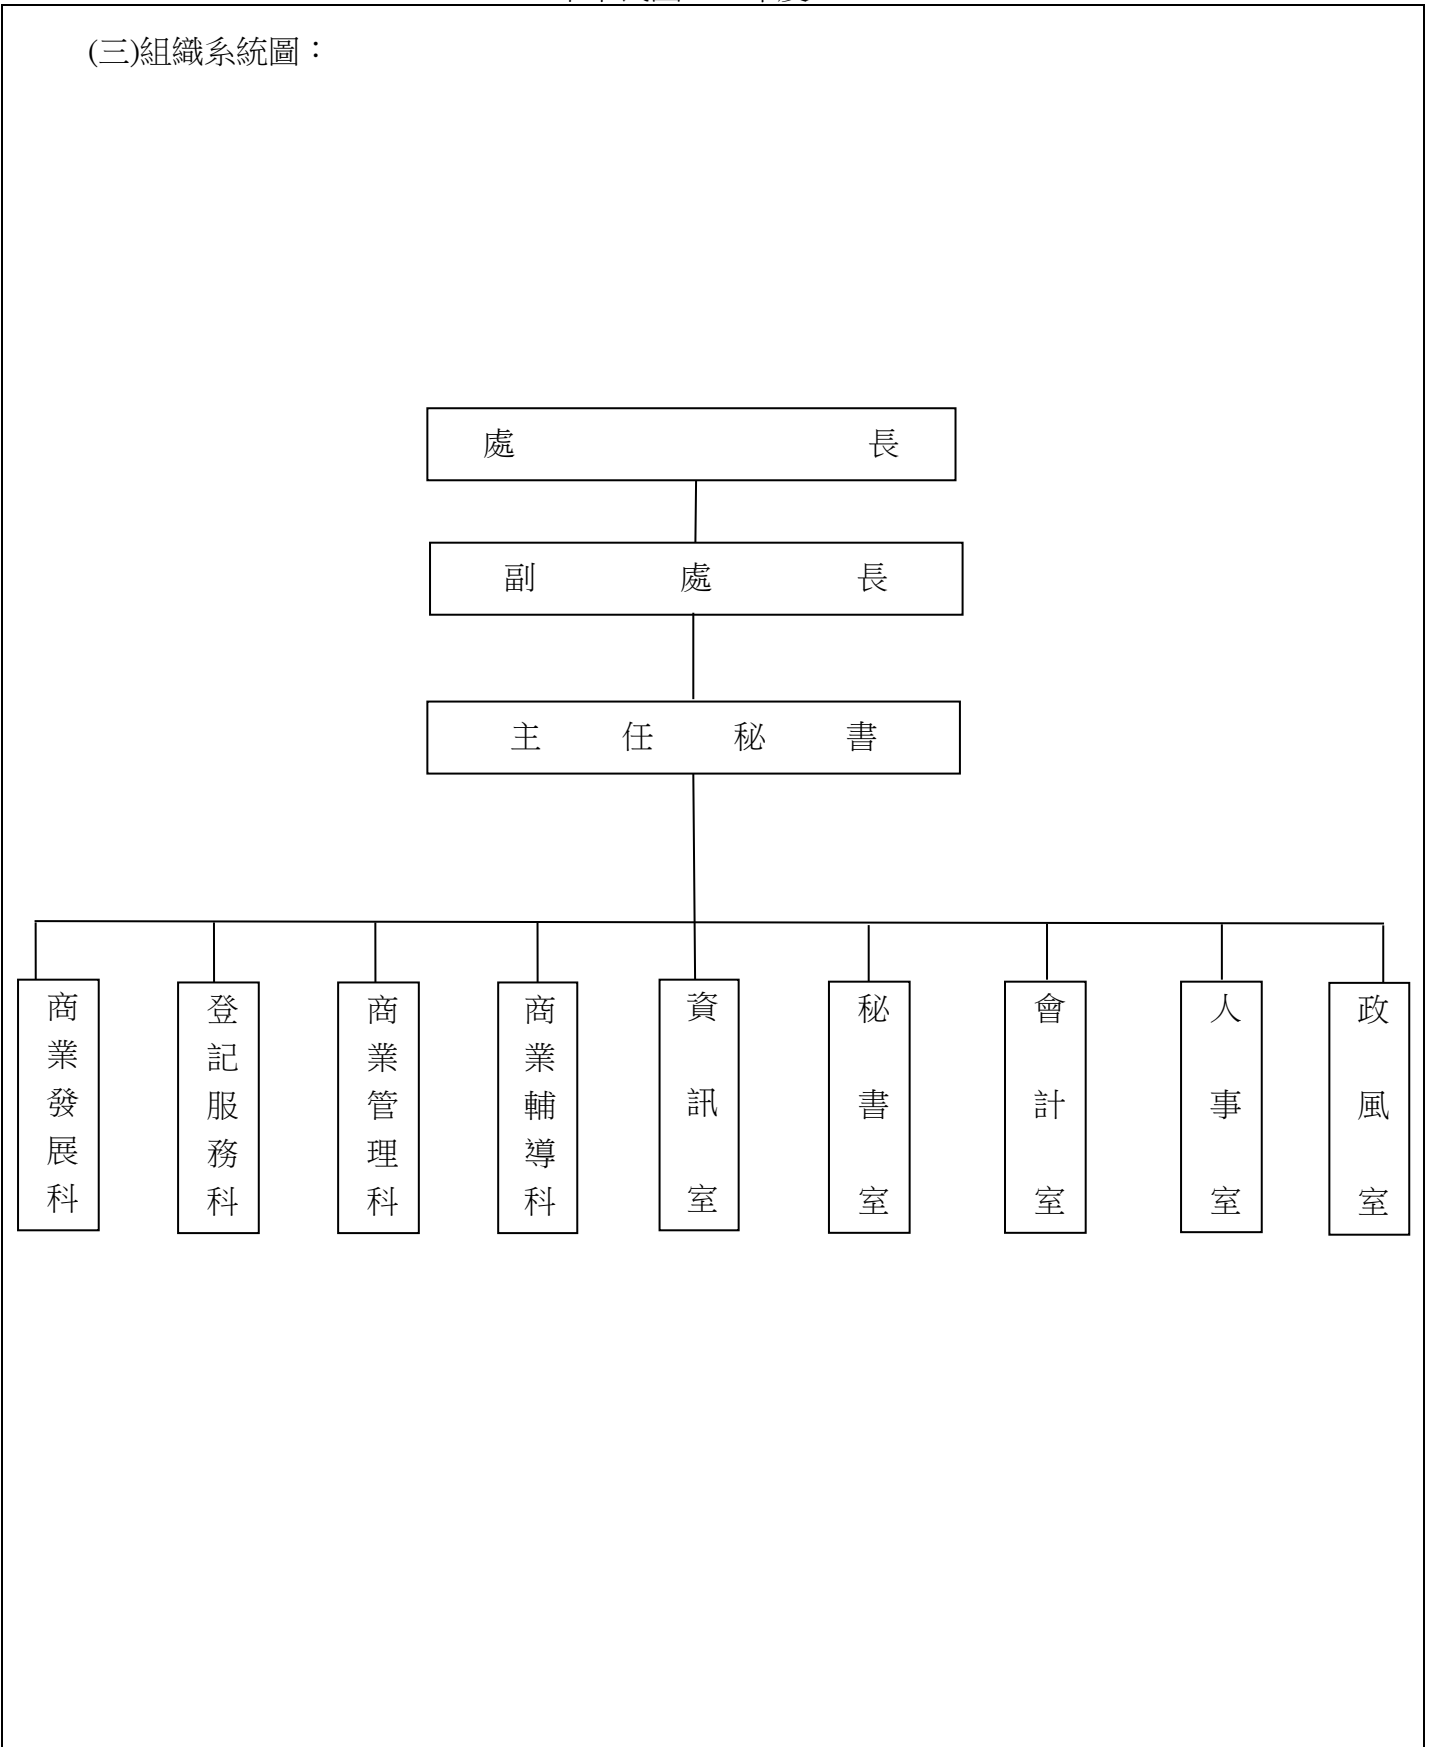 (三)組織系統圖：
處長
副處長
主任秘書
商業發展科
登記服務科
商業管理科
商業輔導科
資訊室
秘書室
會計室
人事室
政風室